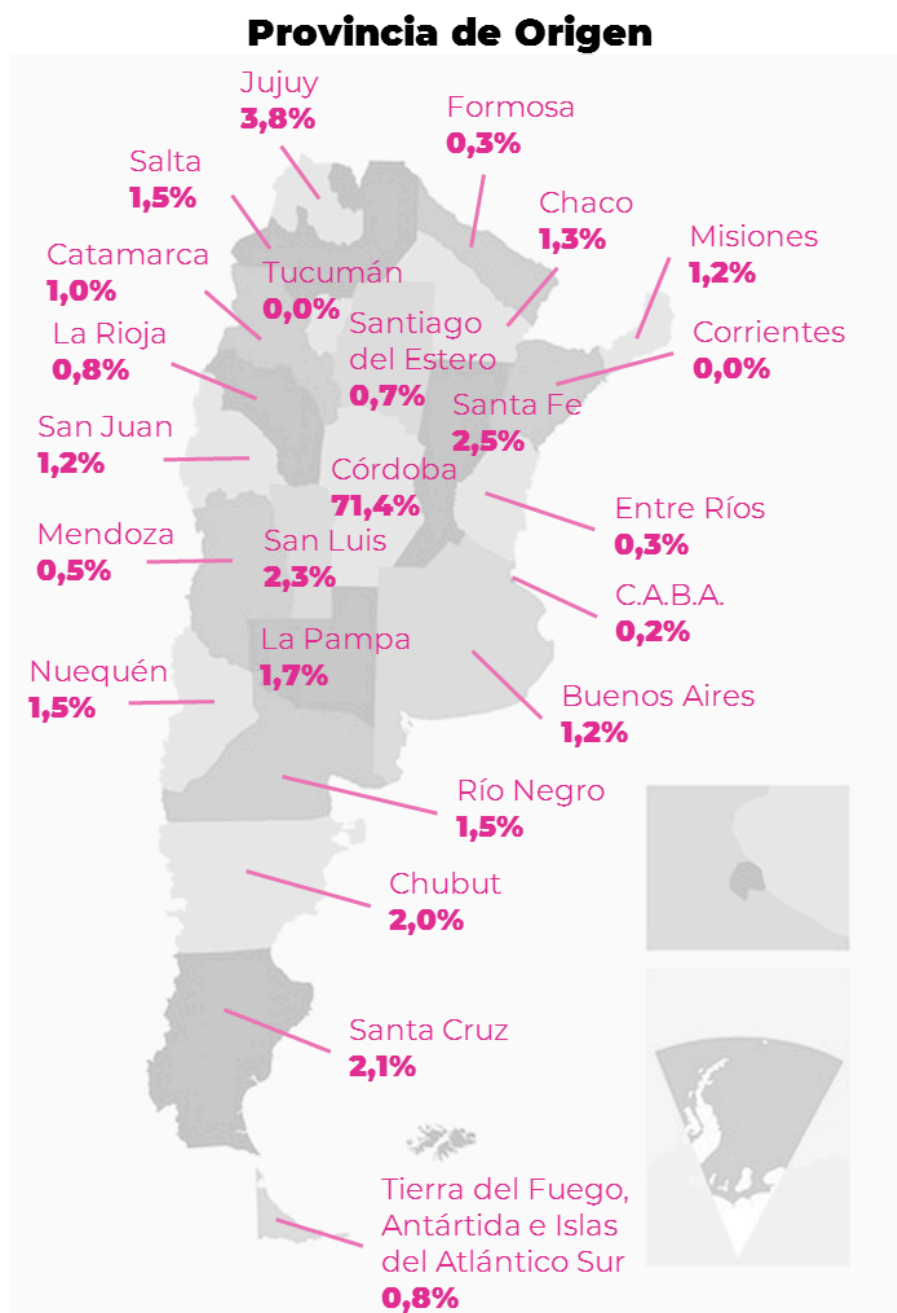 Provincia de Origen
Jujuy
3,8%
Formosa
0,3%
Salta
1,5%
Chaco
1,3%
Misiones
1,2%
Catamarca
1,0%
Tucumán
0,0%
Santiago
del Estero
0,7%
La Rioja
0,8%
Corrientes
0,0%
Santa Fe
2,5%
San Juan
1,2%
Córdoba
71,4%
Entre Ríos
0,3%
Mendoza
0,5%
San Luis
2,3%
C.A.B.A.
0,2%
La Pampa
1,7%
Nuequén
1,5%
Buenos Aires
1,2%
Río Negro
1,5%
Chubut
2,0%
Santa Cruz
2,1%
Tierra del Fuego,
Antártida e Islas
del Atlántico Sur
0,8%